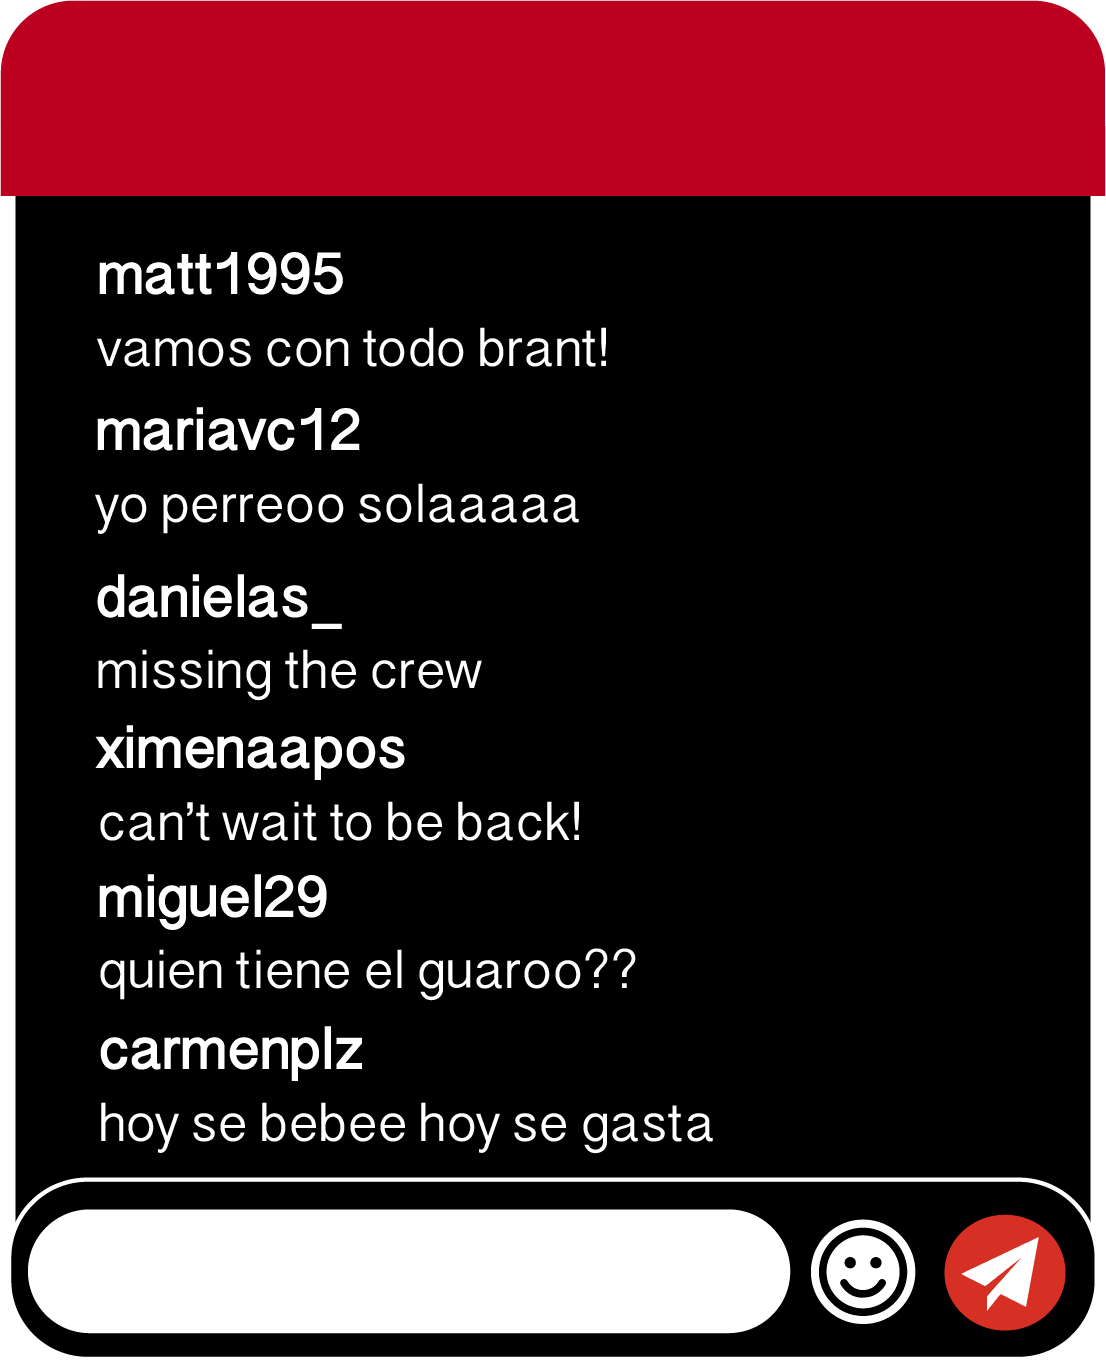 matt1995
vamos con todo brant!
mariavc12
yo perreoo solaaaaa
danielas_
missing the crew
ximenaapos
can’t wait to be back!
miguel29
quien tiene el guaroo??
carmenplz
hoy se bebee hoy se gasta